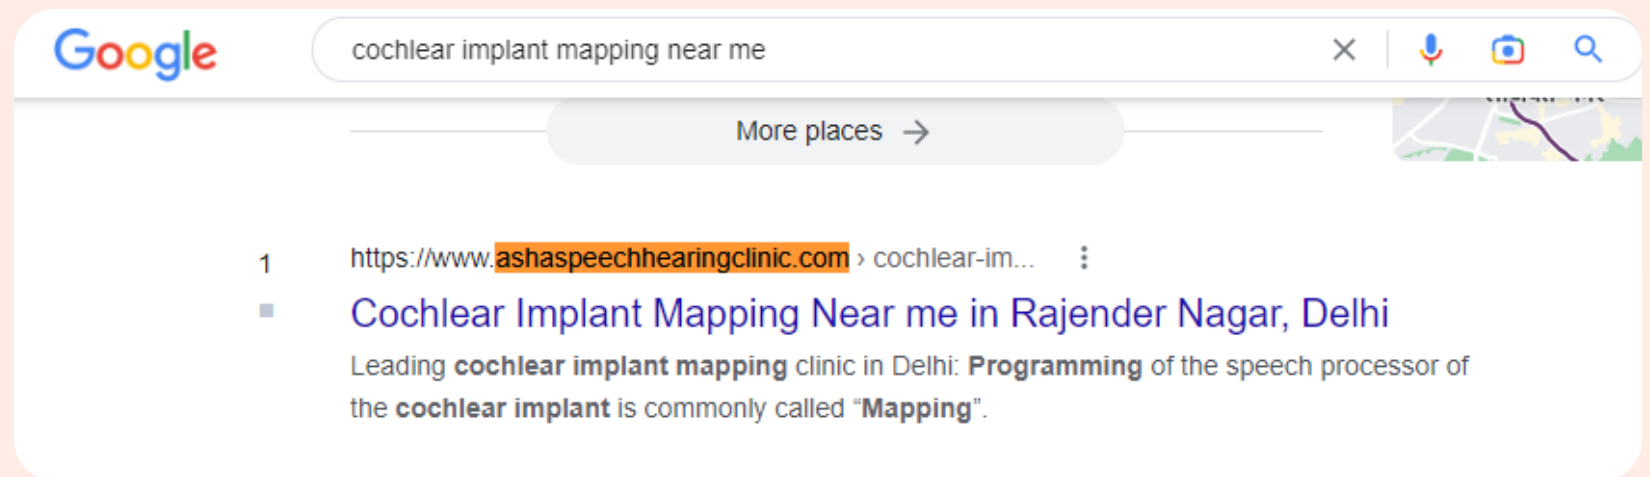 Google
cochlear implant mapping near me
More places →
1
https://www.ashaspeechhearingclinic.com › cochlear-im...
Cochlear Implant Mapping Near me in Rajender Nagar, Delhi
Leading cochlear implant mapping clinic in Delhi: Programming of the speech processor of
the cochlear implant is commonly called “Mapping”.